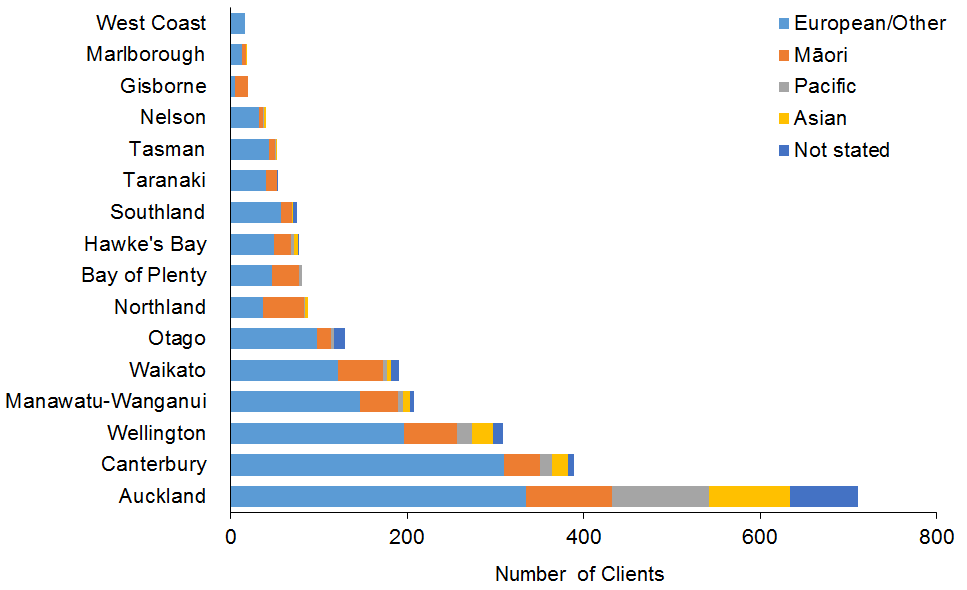 West Coast
Marlborough
Gisborne
Nelson
Tasman
Taranaki
Southland
Hawke's Bay
Bay of Plenty
Northland
Otago
Waikato
Manawatu-Wanganui
Wellington
Canterbury
Auckland
European/Other
Māori
Pacific
Asian
Not stated
0 200 400 600 800
Number of Clients